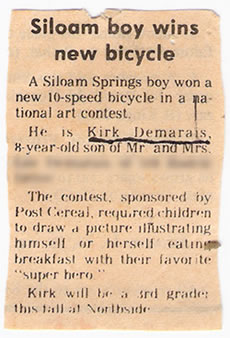 Siloam boy wins
new bicycle
A Siloam Springs boy won a
new 10-speed bicycle in a na-
tional art contest.
He is Kirk Demarais,
8-year-old son of Mr. and Mrs.
The contest, sponsored by
Post Cereal, required children
to draw a picture illustrating
himself or herself eating
breakfast with their favorite
"super hero."
Kirk will be a 3rd grader
this fall at Northside.